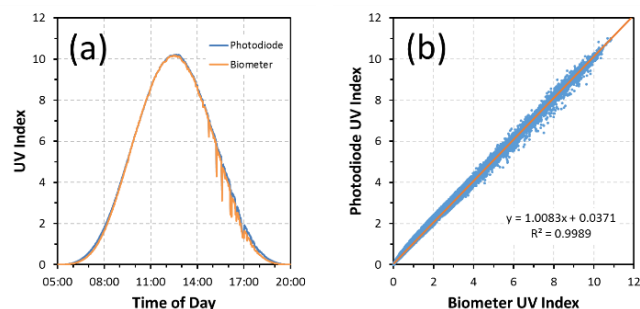 (a)
Photodiode
Biometer
12
10
8
6
4
2
0
UV Index
05:00 08:00 11:00 14:00 17:00 20:00
Time of Day
(b)
12
10
8
6
4
2
0
Photodiode UV Index
y = 1.0083x + 0.0371
R² = 0.9989
0 2 4 6 8 10 12
Biometer UV Index